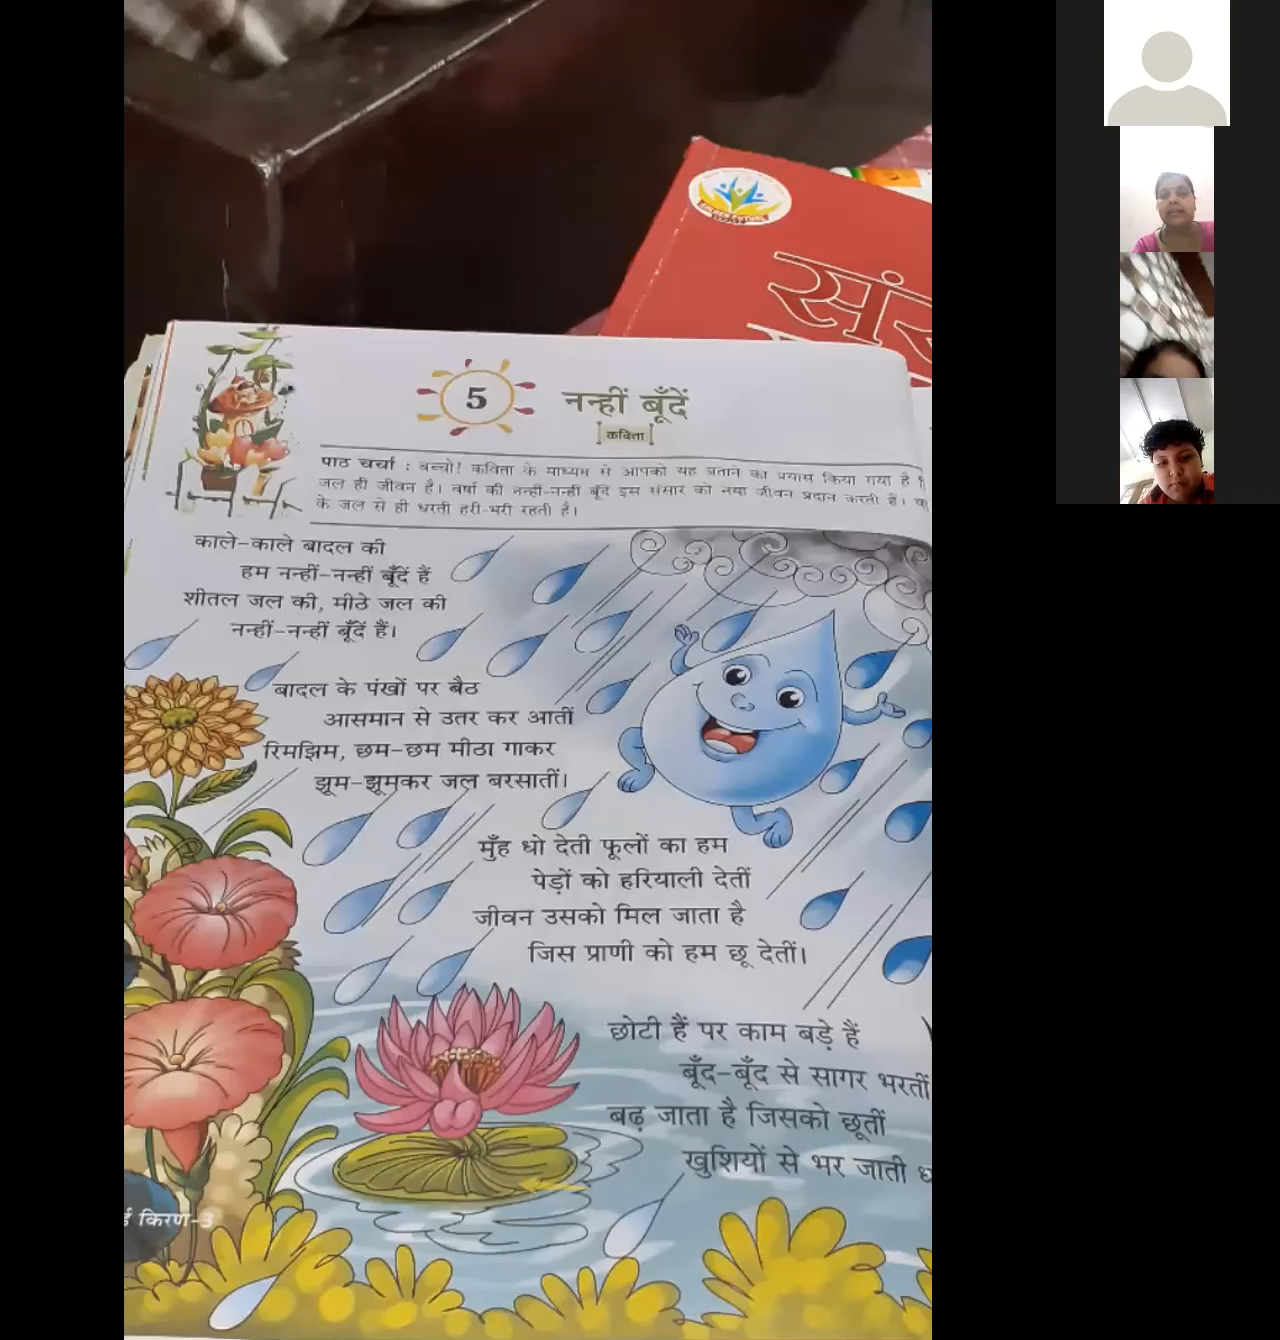 संस
5
नन्हीं बूँदें
कविता
पाठ चर्चा : बच्चो! कविता के माध्यम से आपको यह बताने का प्रयास किया गया है
जल ही जीवन है। वर्षा की नन्हीं-नन्हीं बूँदें इस संसार को नया जीवन प्रदान करती हैं।
के जल से ही धरती हरी-भरी रहती है।
काले-काले बादल की
हम नन्हीं-नन्हीं बूँदें हैं
शीतल जल की, मीठे जल की
नन्हीं-नन्हीं बूँदें हैं।
बादल के पंखों पर बैठ
आसमान से उतर कर आतीं
रिमझिम, छम-छम मीठा गाकर
झूम-झूमकर जल बरसातीं।
मुँह धो देती फूलों का हम
पेड़ों को हरियाली देतीं
जीवन उसको मिल जाता है
जिस प्राणी को हम छू देतीं।
छोटी हैं पर काम बड़े हैं
बूँद-बूँद से सागर भरतीं
बढ़ जाता है जिसको छूतीं
खुशियों से भर जाती
किरण-3